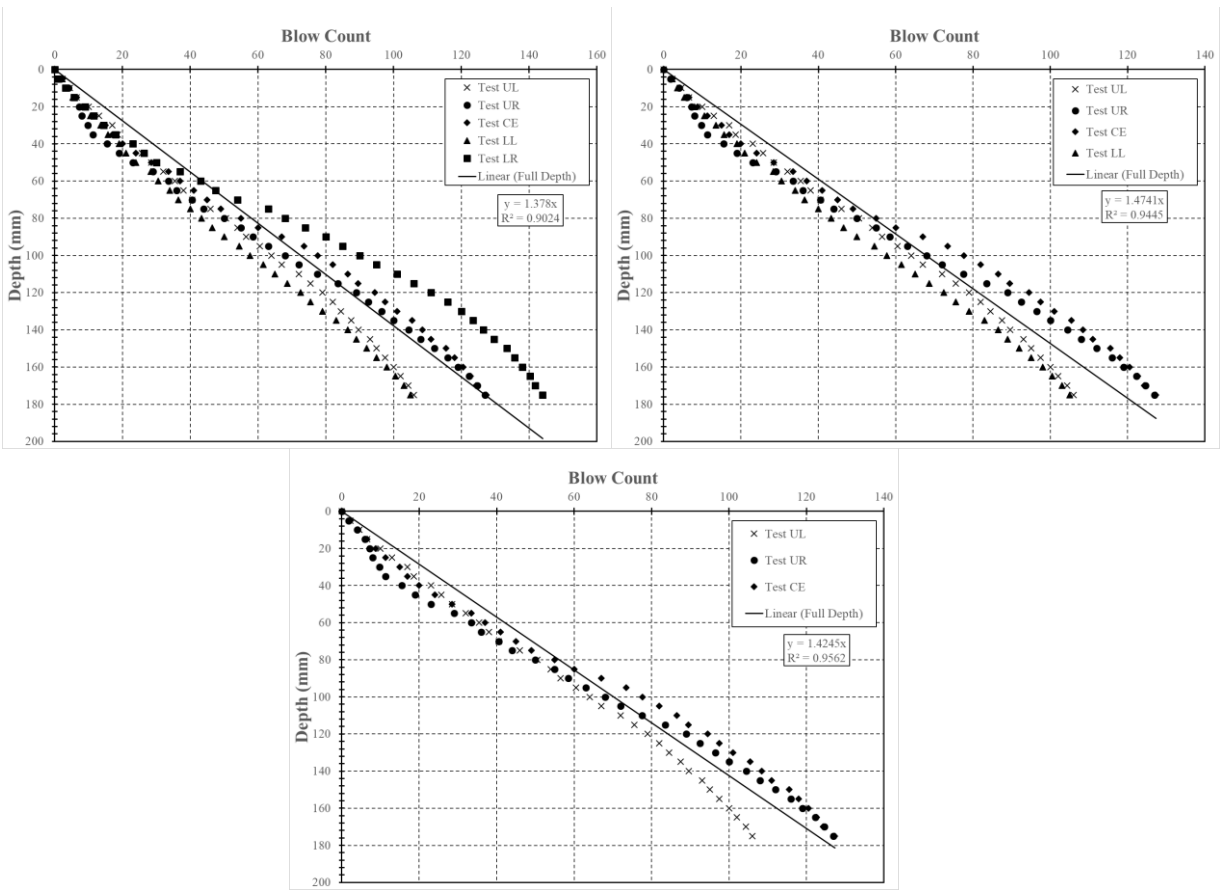 Blow Count
0 20 40 60 80 100 120 140 160
0
20
40
60
80
100
120
140
160
180
200
Depth (mm)
Test UL
Test UR
Test CE
Test LL
Test LR
Linear (Full Depth)
y = 1.378x
R² = 0.9024
Blow Count
0 20 40 60 80 100 120 140
0
20
40
60
80
100
120
140
160
180
200
Depth (mm)
Test UL
Test UR
Test CE
Test LL
Linear (Full Depth)
y = 1.4741x
R² = 0.9445
Blow Count
0 20 40 60 80 100 120 140
0
20
40
60
80
100
120
140
160
180
200
Depth (mm)
Test UL
Test UR
Test CE
Linear (Full Depth)
y = 1.4245x
R² = 0.9562